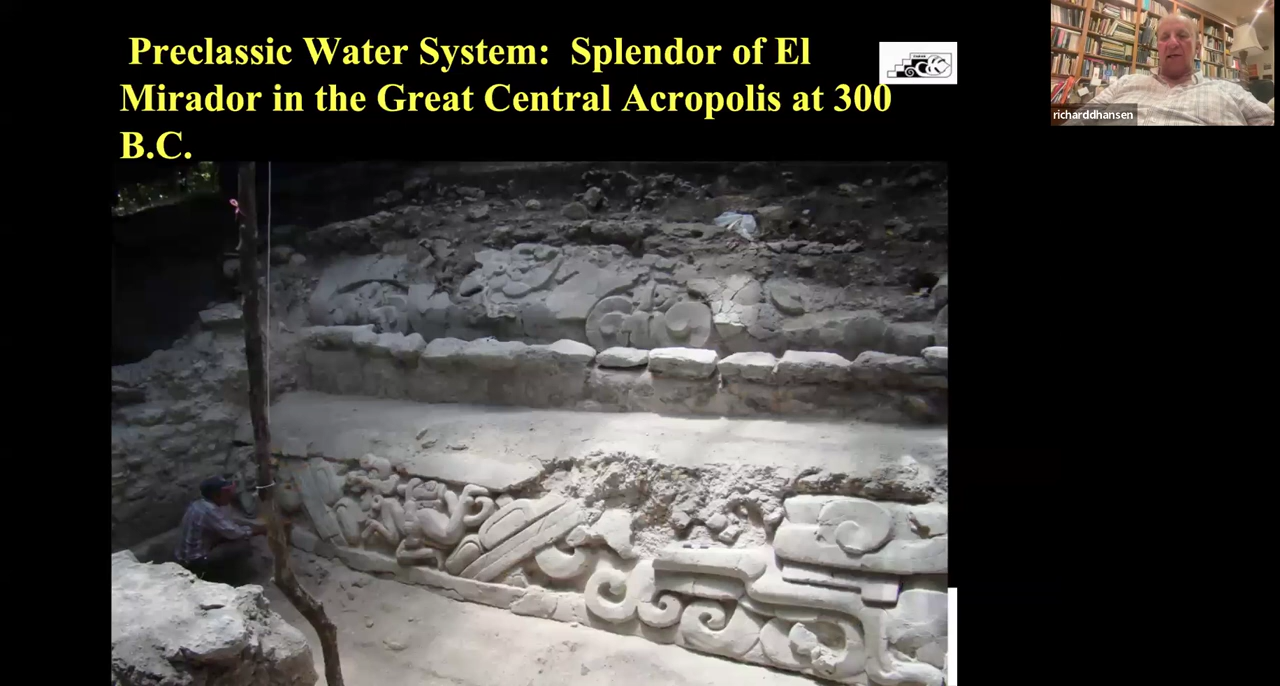 Preclassic Water System: Splendor of El
Mirador in the Great Central Acropolis at 300
B.C.
richarddhansen